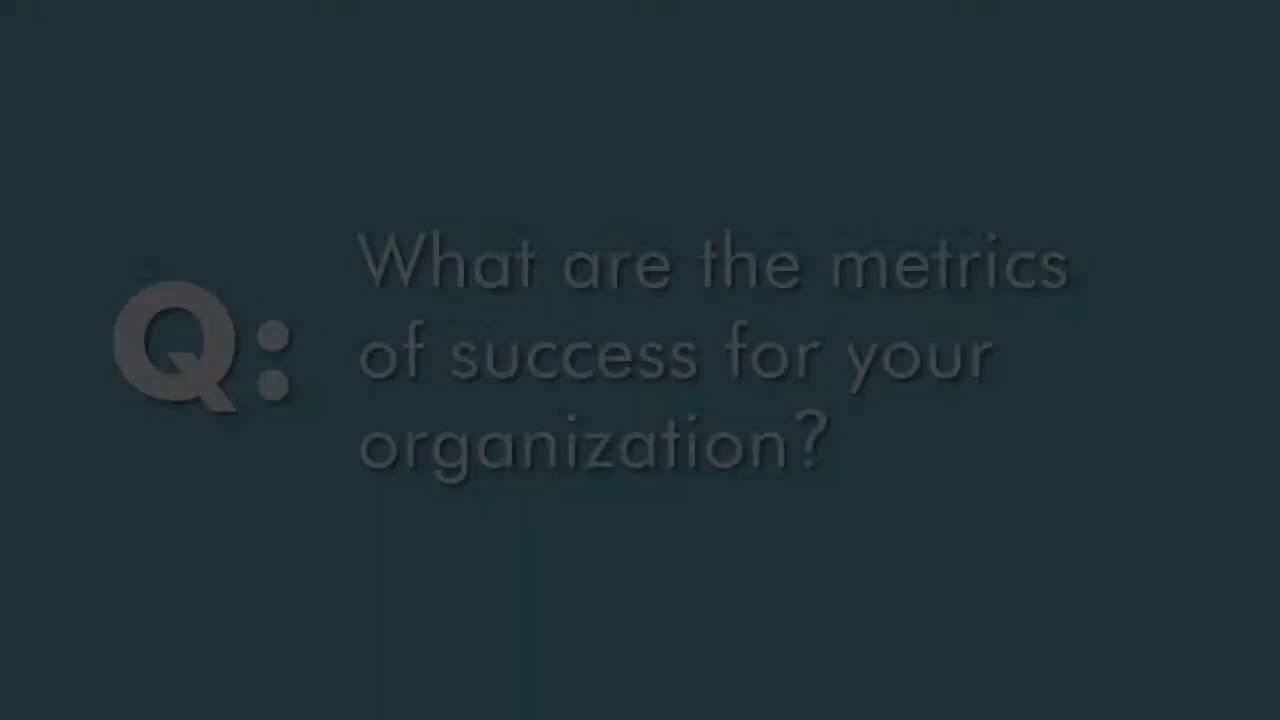 Q:
What are the metrics
of success for your
organization?